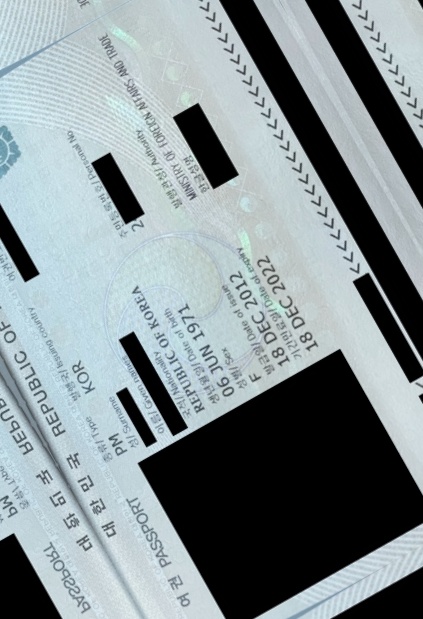 대 한 민 국 REPUBLIC OF
대 한 민 국 REPUBLIC OF
여 권 PASSPORT
PASSPORT
종류/ Type
PM
발행국/ Issuing country
KOR
성/ Surname
이름/ Given names
국적/ Nationality
REPUBLIC OF KOREA
생년월일/ Date of birth
06 JUN 1971
주민등록번호/ Personal No.
2
성별/ Sex
F
발급일/ Date of issue
18 DEC 2012
발행관청/ Authority
MINISTRY OF FOREIGN AFFAIRS AND TRADE
기간만료일/ Date of expiry
18 DEC 2022
한글성명